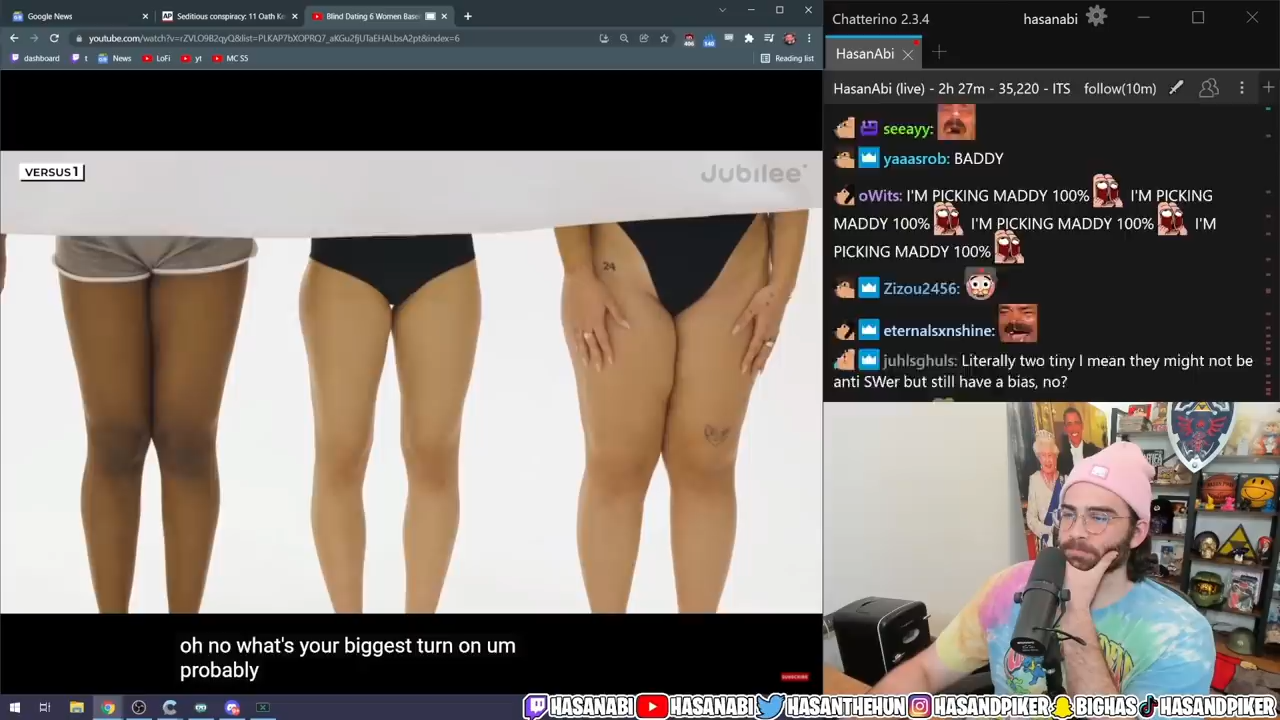 Google News
Seditious conspiracy: 11 Oath Ke
Blind Dating 6 Women Base
youtube.com/watch?v=rZVLO9B2qyQ&list=PLKAP7bXOPRQ7_aKGu2fjUTaEHALbsA2pt&index=6
406
140
dashboard
t
News
LoFi
yt
MC SS
Reading list
VERSUS 1
Jubilee
24
oh no what's your biggest turn on um
probably
SUBSCRIBE
Chatterino 2.3.4
hasanabi
HasanAbi
HasanAbi (live) - 2h 27m - 35,220 - ITS
follow(10m)
seeayy:
yaaasrob: BADDY
oWits: I'M PICKING MADDY 100% I'M PICKING
MADDY 100% I'M PICKING MADDY 100% I'M
PICKING MADDY 100%
Zizou2456:
eternalsxnshine:
juhlsghuls: Literally two tiny I mean they might not be
anti SWer but still have a bias, no?
HASANABI HASANABI HASANTHEHUN HASANDPIKER BIGHAS HASANDPIKER